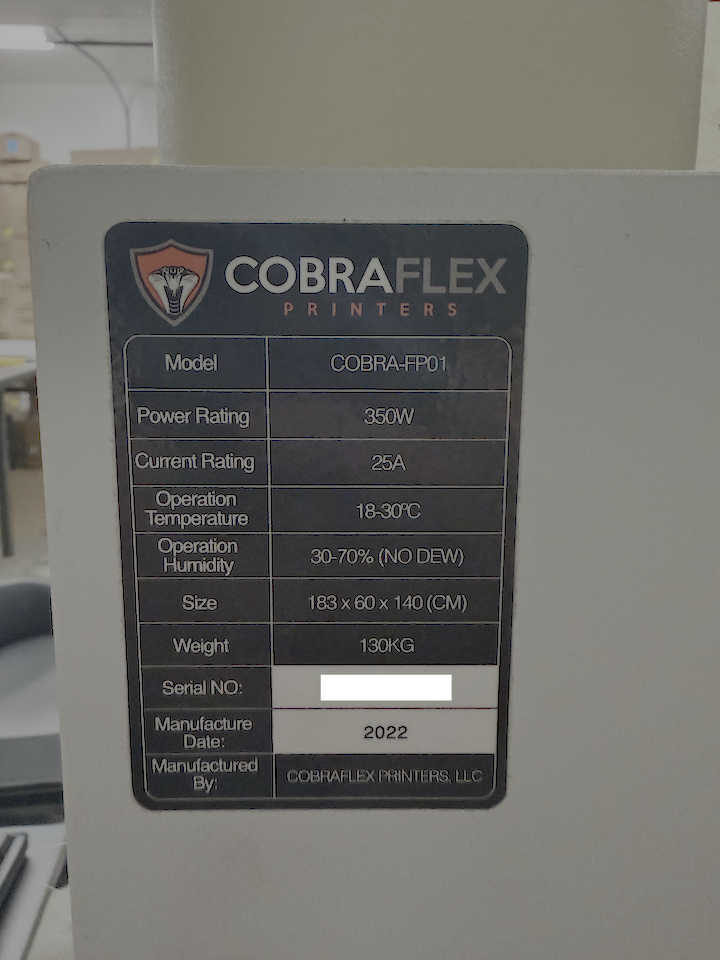 COBRAFLEX
PRINTERS
Model COBRA-FP01
Power Rating 350W
Current Rating 25A
Operation
Temperature 18-30ºC
Operation
Humidity 30-70% (NO DEW)
Size 183 x 60 x 140 (CM)
Weight 130KG
Serial NO:
Manufacture
Date: 2022
Manufactured
By: COBRAFLEX PRINTERS, LLC